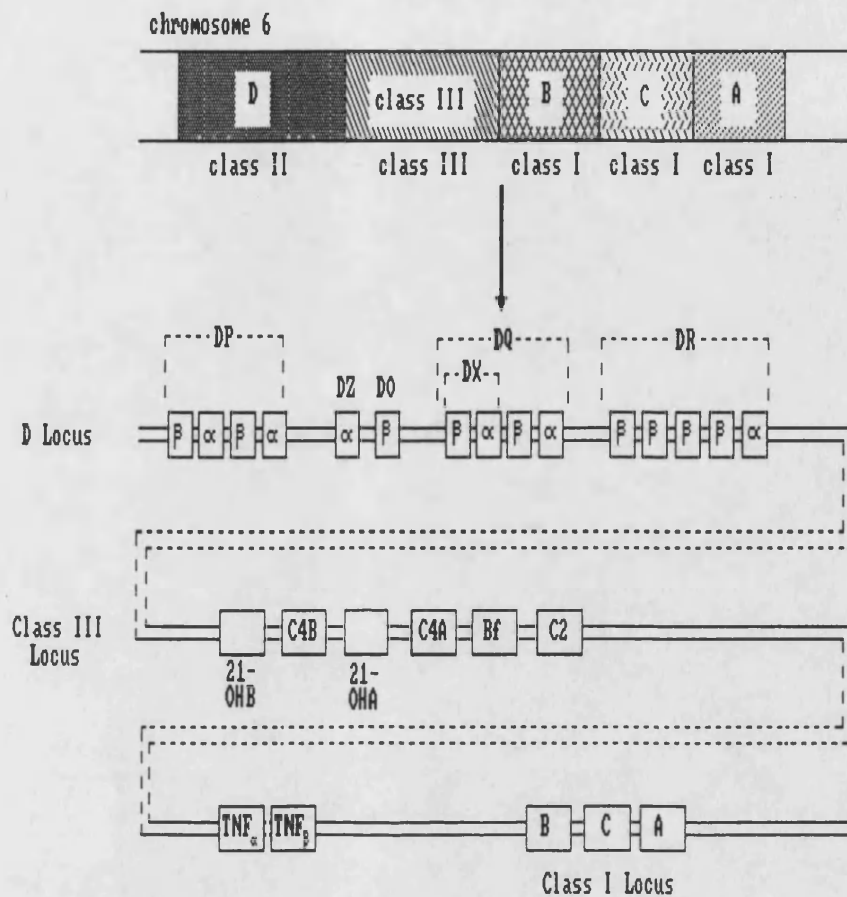 chromosome 6
D class III B C A
class II class III class I class I class I
DP DQ DR
DX
DZ DO
D Locus β α β α α β β α β α β β β β α
Class III Locus
C4B C4A Bf C2
21-OHB 21-OHA
TNFα TNFβ B C A
Class I Locus